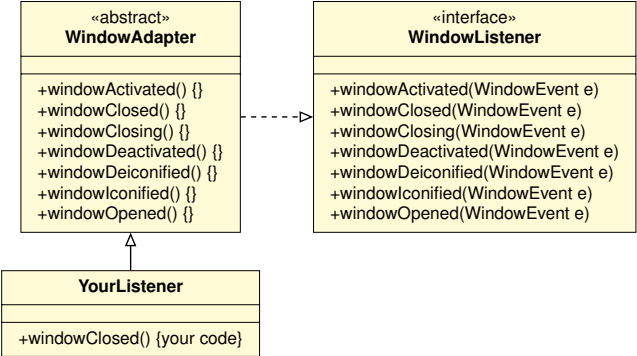 «abstract»
WindowAdapter
+windowActivated() {}
+windowClosed() {}
+windowClosing() {}
+windowDeactivated() {}
+windowDeiconified() {}
+windowIconified() {}
+windowOpened() {}
«interface»
WindowListener
+windowActivated(WindowEvent e)
+windowClosed(WindowEvent e)
+windowClosing(WindowEvent e)
+windowDeactivated(WindowEvent e)
+windowDeiconified(WindowEvent e)
+windowIconified(WindowEvent e)
+windowOpened(WindowEvent e)
YourListener
+windowClosed() {your code}